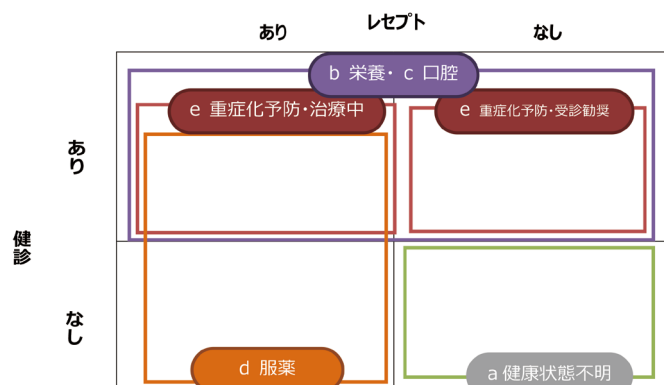 レセプト
あり
なし
b 栄養・ c 口腔
e 重症化予防・治療中
e 重症化予防・受診勧奨
あり
健診
なし
d 服薬
a 健康状態不明